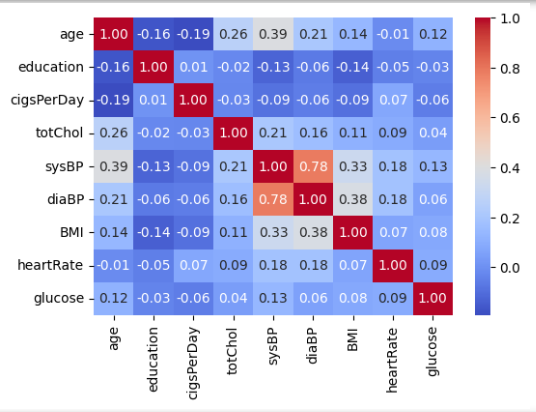 age 1.00 -0.16 -0.19 0.26 0.39 0.21 0.14 -0.01 0.12
education -0.16 1.00 0.01 -0.02 -0.13 -0.06 -0.14 -0.05 -0.03
cigsPerDay -0.19 0.01 1.00 -0.03 -0.09 -0.06 -0.09 0.07 -0.06
totChol 0.26 -0.02 -0.03 1.00 0.21 0.16 0.11 0.09 0.04
sysBP 0.39 -0.13 -0.09 0.21 1.00 0.78 0.33 0.18 0.13
diaBP 0.21 -0.06 -0.06 0.16 0.78 1.00 0.38 0.18 0.06
BMI 0.14 -0.14 -0.09 0.11 0.33 0.38 1.00 0.07 0.08
heartRate -0.01 -0.05 0.07 0.09 0.18 0.18 0.07 1.00 0.09
glucose 0.12 -0.03 -0.06 0.04 0.13 0.06 0.08 0.09 1.00
age education cigsPerDay totChol sysBP diaBP BMI heartRate glucose
1.0
0.8
0.6
0.4
0.2
0.0